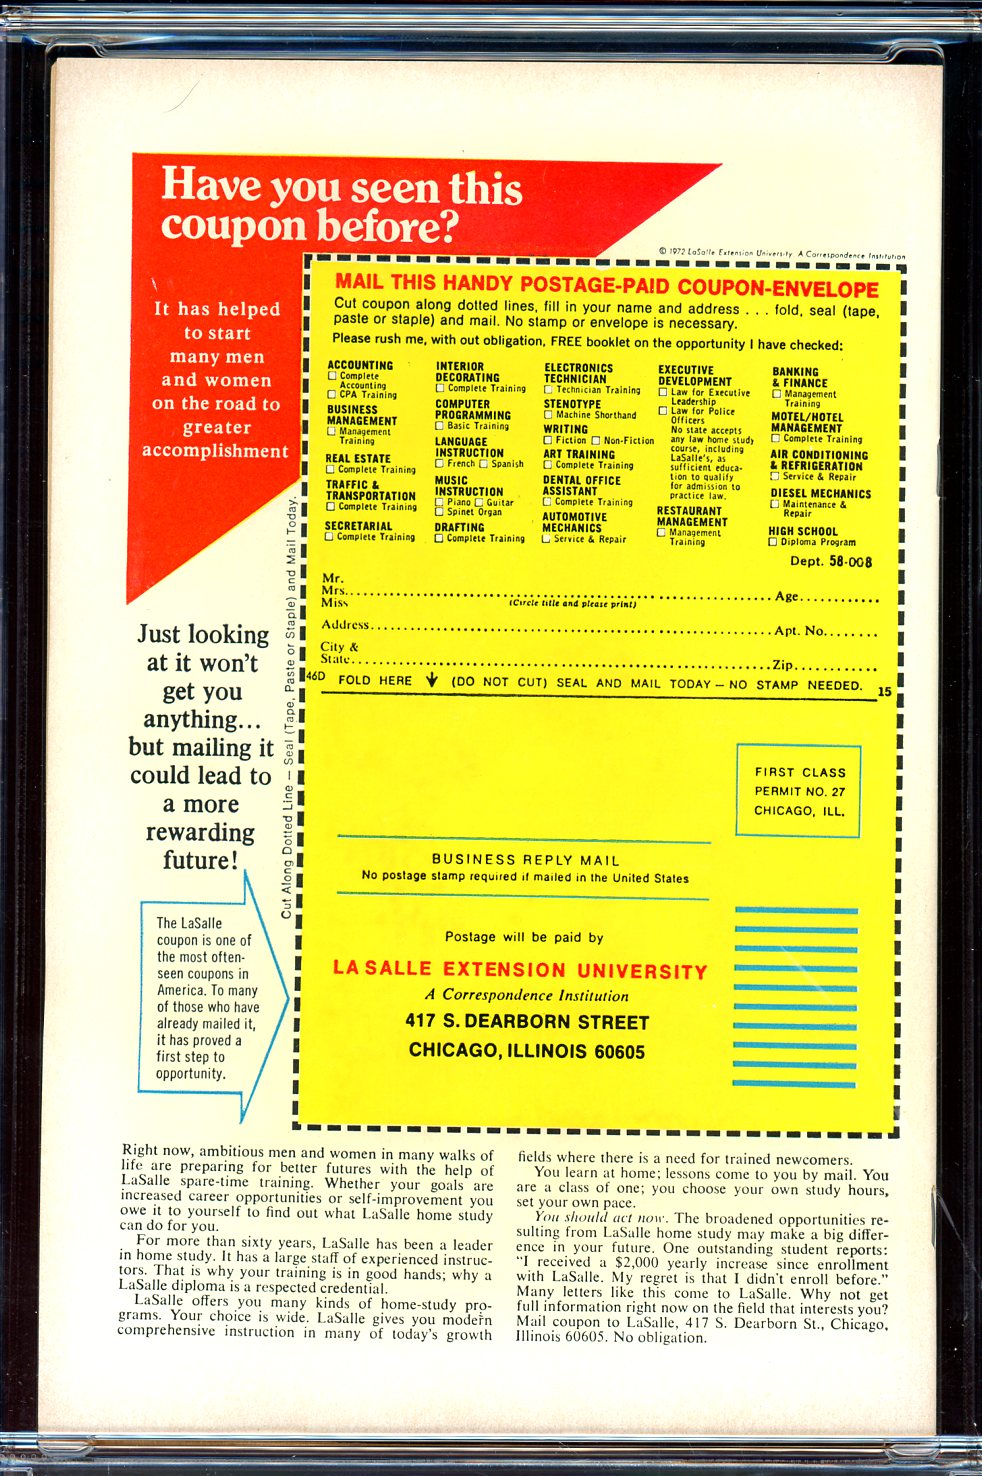 Have you seen this
coupon before?
© 1972 LaSalle Extension University A Correspondence Institution
It has helped
to start
many men
and women
on the road to
greater
accomplishment
MAIL THIS HANDY POSTAGE-PAID COUPON-ENVELOPE
Cut coupon along dotted lines, fill in your name and address . . . fold, seal (tape,
paste or staple) and mail. No stamp or envelope is necessary.
Please rush me, with out obligation, FREE booklet on the opportunity I have checked:
ACCOUNTING
☐ Complete
Accounting
☐ CPA Training
BUSINESS
MANAGEMENT
☐ Management
Training
REAL ESTATE
☐ Complete Training
TRAFFIC &
TRANSPORTATION
☐ Complete Training
SECRETARIAL
☐ Complete Training
INTERIOR
DECORATING
☐ Complete Training
COMPUTER
PROGRAMMING
☐ Basic Training
LANGUAGE
INSTRUCTION
☐ French ☐ Spanish
MUSIC
INSTRUCTION
☐ Piano ☐ Guitar
☐ Spinet Organ
DRAFTING
☐ Complete Training
ELECTRONICS
TECHNICIAN
☐ Technician Training
STENOTYPE
☐ Machine Shorthand
WRITING
☐ Fiction ☐ Non-Fiction
ART TRAINING
☐ Complete Training
DENTAL OFFICE
ASSISTANT
☐ Complete Training
AUTOMOTIVE
MECHANICS
☐ Service & Repair
EXECUTIVE
DEVELOPMENT
☐ Law for Executive
Leadership
☐ Law for Police
Officers
No state accepts
any law home study
course, including
LaSalle's, as
sufficient educa-
tion to qualify
for admission to
practice law.
RESTAURANT
MANAGEMENT
☐ Management
Training
BANKING
& FINANCE
☐ Management
Training
MOTEL/HOTEL
MANAGEMENT
☐ Complete Training
AIR CONDITIONING
& REFRIGERATION
☐ Service & Repair
DIESEL MECHANICS
☐ Maintenance &
Repair
HIGH SCHOOL
☐ Diploma Program
Dept. 58-008
Mr.
Mrs. Age
Miss (Circle title and please print)
Address Apt. No.
City &
State Zip
46D FOLD HERE ↓ (DO NOT CUT) SEAL AND MAIL TODAY — NO STAMP NEEDED. 15
Cut Along Dotted Line — Seal (Tape, Paste or Staple) and Mail Today.
Just looking
at it won't
get you
anything...
but mailing it
could lead to
a more
rewarding
future!
The LaSalle
coupon is one of
the most often-
seen coupons in
America. To many
of those who have
already mailed it,
it has proved a
first step to
opportunity.
FIRST CLASS
PERMIT NO. 27
CHICAGO, ILL.
BUSINESS REPLY MAIL
No postage stamp required if mailed in the United States
Postage will be paid by
LA SALLE EXTENSION UNIVERSITY
A Correspondence Institution
417 S. DEARBORN STREET
CHICAGO, ILLINOIS 60605
Right now, ambitious men and women in many walks of
life are preparing for better futures with the help of
LaSalle spare-time training. Whether your goals are
increased career opportunities or self-improvement you
owe it to yourself to find out what LaSalle home study
can do for you.
For more than sixty years, LaSalle has been a leader
in home study. It has a large staff of experienced instruc-
tors. That is why your training is in good hands; why a
LaSalle diploma is a respected credential.
LaSalle offers you many kinds of home-study pro-
grams. Your choice is wide. LaSalle gives you modern
comprehensive instruction in many of today's growth
fields where there is a need for trained newcomers.
You learn at home; lessons come to you by mail. You
are a class of one; you choose your own study hours,
set your own pace.
You should act now. The broadened opportunities re-
sulting from LaSalle home study may make a big differ-
ence in your future. One outstanding student reports:
"I received a $2,000 yearly increase since enrollment
with LaSalle. My regret is that I didn't enroll before."
Many letters like this come to LaSalle. Why not get
full information right now on the field that interests you?
Mail coupon to LaSalle, 417 S. Dearborn St., Chicago,
Illinois 60605. No obligation.